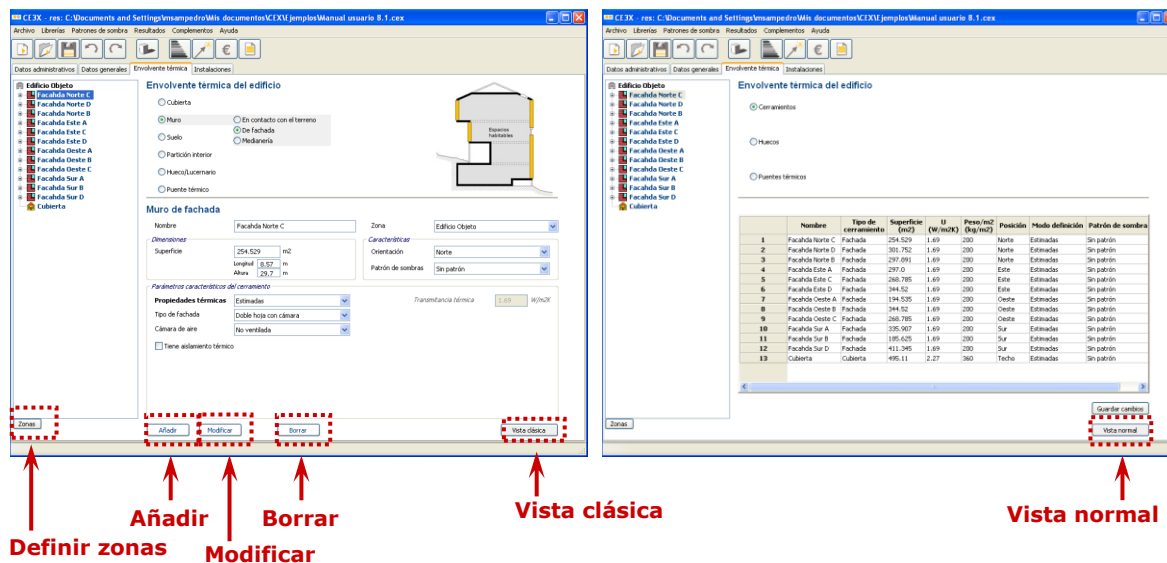 CE3X - res: C:\Documents and Settings\msampedro\Mis documentos\CEX\Ejemplos\Manual usuario 8.1.cex
Archivo Librerías Patrones de sombra Resultados Complementos Ayuda
Datos administrativos Datos generales Envolvente térmica Instalaciones
Edificio Objeto
Facahda Norte C
Facahda Norte D
Facahda Norte B
Facahda Este A
Facahda Este C
Facahda Este D
Facahda Oeste A
Facahda Oeste B
Facahda Oeste C
Facahda Sur A
Facahda Sur B
Facahda Sur D
Cubierta
Zonas
Envolvente térmica del edificio
Cubierta
Muro
Suelo
Partición interior
Hueco/Lucernario
Puente térmico
En contacto con el terreno
De fachada
Medianería
Espacios
habitables
Muro de fachada
Nombre Facahda Norte C Zona Edificio Objeto
Dimensiones
Superficie 254.529 m2
Longitud 8.57 m
Altura 29.7 m
Características
Orientación Norte
Patrón de sombras Sin patrón
Parámetros característicos del cerramiento
Propiedades térmicas Estimadas Transmitancia térmica 1.69 W/m2K
Tipo de fachada Doble hoja con cámara
Cámara de aire No ventilada
Tiene aislamiento térmico
Añadir Modificar Borrar Vista clásica
CE3X - res: C:\Documents and Settings\msampedro\Mis documentos\CEX\Ejemplos\Manual usuario 8.1.cex
Archivo Librerías Patrones de sombra Resultados Complementos Ayuda
Datos administrativos Datos generales Envolvente térmica Instalaciones
Edificio Objeto
Facahda Norte C
Facahda Norte D
Facahda Norte B
Facahda Este A
Facahda Este C
Facahda Este D
Facahda Oeste A
Facahda Oeste B
Facahda Oeste C
Facahda Sur A
Facahda Sur B
Facahda Sur D
Cubierta
Zonas
Envolvente térmica del edificio
Cerramientos
Huecos
Puentes térmicos
Nombre Tipo de cerramiento Superficie (m2) U (W/m2K) Peso/m2 (kg/m2) Posición Modo definición Patrón de sombra
1 Facahda Norte C Fachada 254.529 1.69 200 Norte Estimadas Sin patrón
2 Facahda Norte D Fachada 301.752 1.69 200 Norte Estimadas Sin patrón
3 Facahda Norte B Fachada 297.891 1.69 200 Norte Estimadas Sin patrón
4 Facahda Este A Fachada 297.0 1.69 200 Este Estimadas Sin patrón
5 Facahda Este C Fachada 268.785 1.69 200 Este Estimadas Sin patrón
6 Facahda Este D Fachada 344.52 1.69 200 Este Estimadas Sin patrón
7 Facahda Oeste A Fachada 194.535 1.69 200 Oeste Estimadas Sin patrón
8 Facahda Oeste B Fachada 344.52 1.69 200 Oeste Estimadas Sin patrón
9 Facahda Oeste C Fachada 268.785 1.69 200 Oeste Estimadas Sin patrón
10 Facahda Sur A Fachada 335.907 1.69 200 Sur Estimadas Sin patrón
11 Facahda Sur B Fachada 185.625 1.69 200 Sur Estimadas Sin patrón
12 Facahda Sur D Fachada 411.345 1.69 200 Sur Estimadas Sin patrón
13 Cubierta Cubierta 495.11 2.27 360 Techo Estimadas Sin patrón
Guardar cambios
Vista normal
Definir zonas
Añadir
Modificar
Borrar
Vista clásica
Vista normal